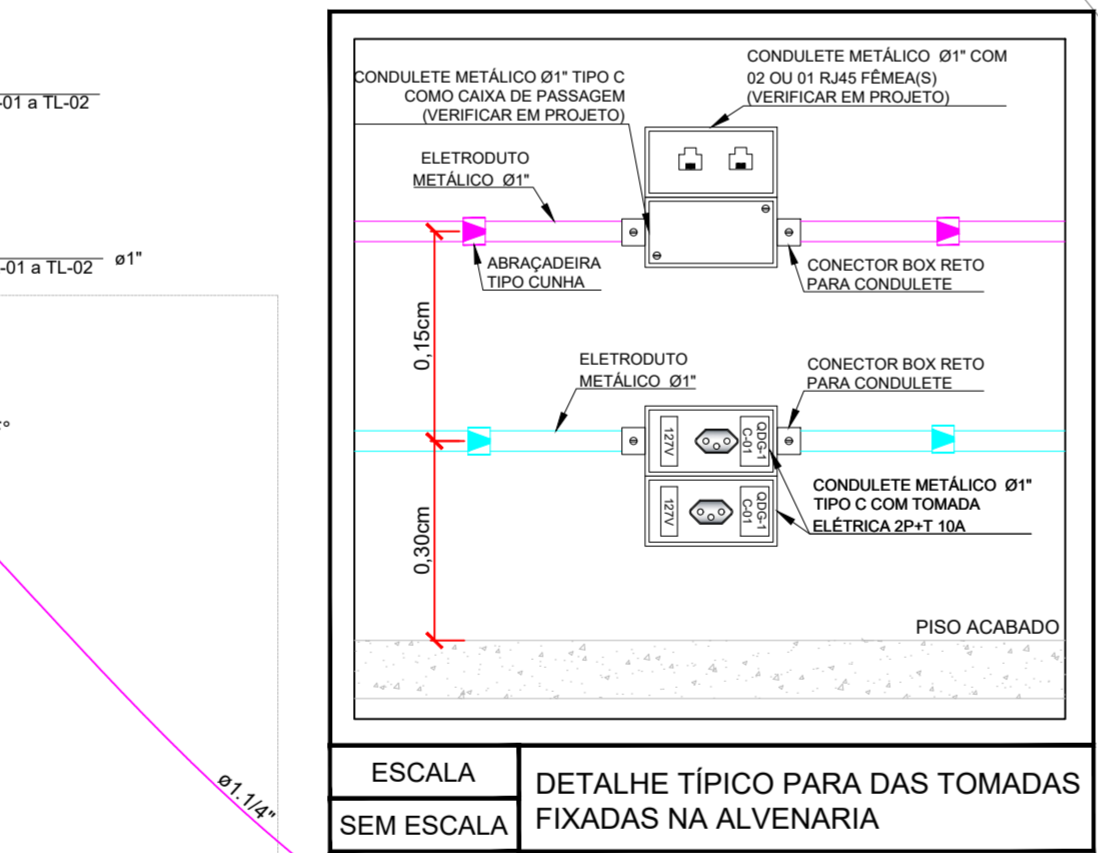 -01 a TL-02
-01 a TL-02
ø1"
ø1.1/4"
CONDULETE METÁLICO Ø1" TIPO C
COMO CAIXA DE PASSAGEM
(VERIFICAR EM PROJETO)
CONDULETE METÁLICO Ø1" COM
02 OU 01 RJ45 FÊMEA(S)
(VERIFICAR EM PROJETO)
ELETRODUTO
METÁLICO Ø1"
ABRAÇADEIRA
TIPO CUNHA
CONECTOR BOX RETO
PARA CONDULETE
0,15cm
ELETRODUTO
METÁLICO Ø1"
CONECTOR BOX RETO
PARA CONDULETE
127V
QDG-1
C-01
127V
QDG-1
C-01
CONDULETE METÁLICO Ø1"
TIPO C COM TOMADA
ELÉTRICA 2P+T 10A
0,30cm
PISO ACABADO
ESCALA
SEM ESCALA
DETALHE TÍPICO PARA DAS TOMADAS
FIXADAS NA ALVENARIA